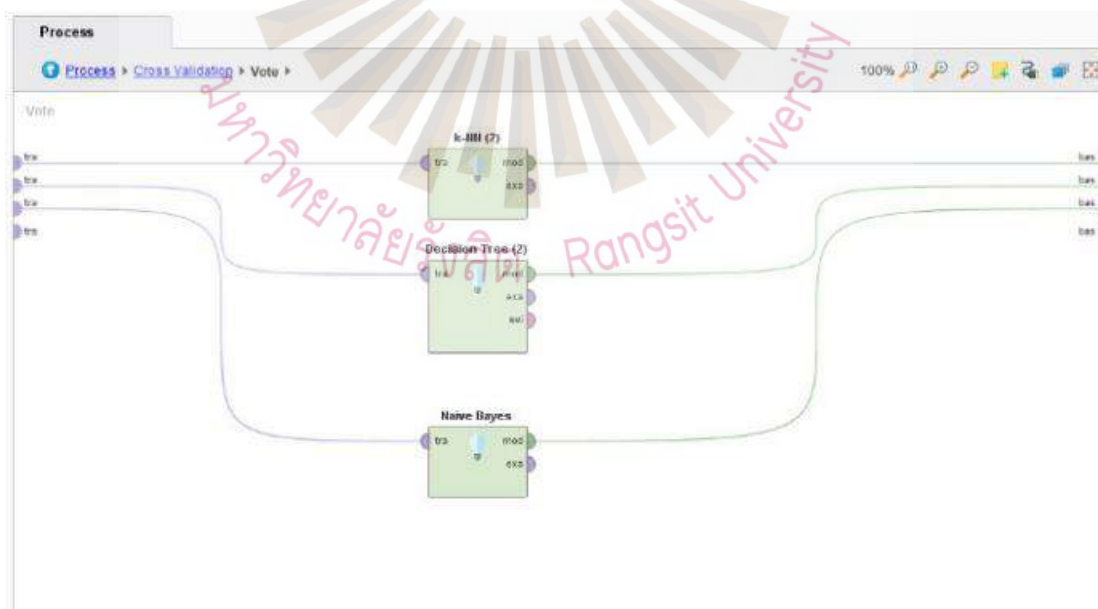 Process
Process ▸ Cross Validation ▸ Vote ▸
100%
Vote
tra
tra
tra
tra
k-NN (7)
tra mod
exa
Decision Tree (2)
tra mod
exa
wei
Naive Bayes
tra mod
exa
bas
bas
bas
bas
มหาวิทยาลัยรังสิต Rangsit University